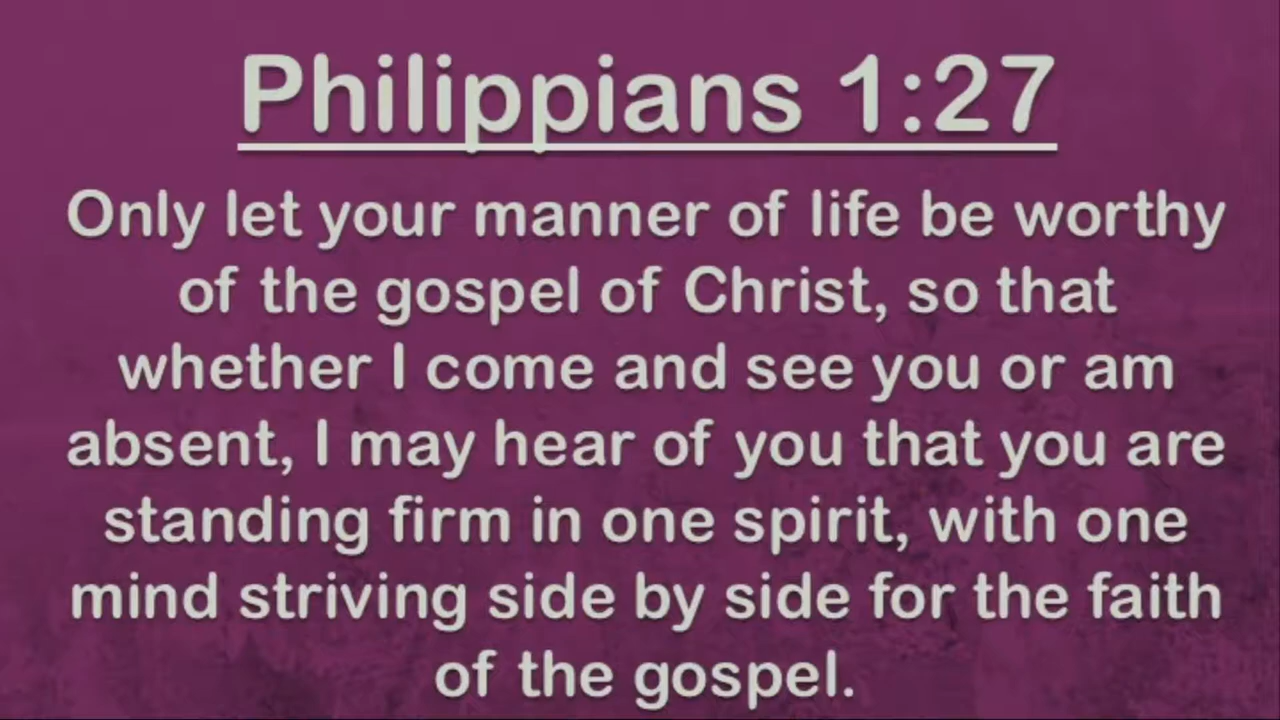 Philippians 1:27
Only let your manner of life be worthy
of the gospel of Christ, so that
whether I come and see you or am
absent, I may hear of you that you are
standing firm in one spirit, with one
mind striving side by side for the faith
of the gospel.